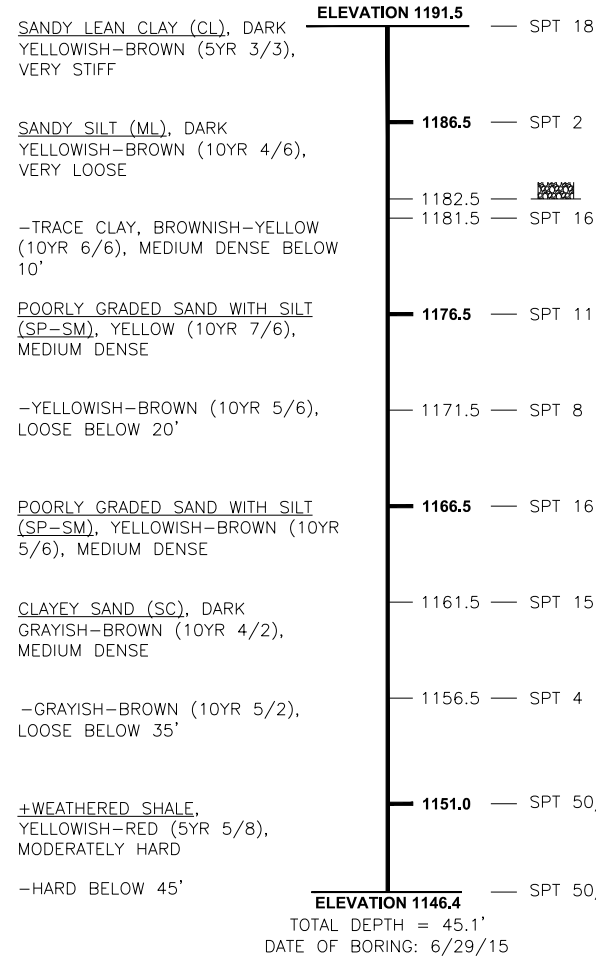 ELEVATION 1191.5
SANDY LEAN CLAY (CL), DARK
YELLOWISH-BROWN (5YR 3/3),
VERY STIFF
SPT 18
SANDY SILT (ML), DARK
YELLOWISH-BROWN (10YR 4/6),
VERY LOOSE
1186.5
SPT 2
1182.5
-TRACE CLAY, BROWNISH-YELLOW
(10YR 6/6), MEDIUM DENSE BELOW
10'
1181.5
SPT 16
POORLY GRADED SAND WITH SILT
(SP-SM), YELLOW (10YR 7/6),
MEDIUM DENSE
1176.5
SPT 11
-YELLOWISH-BROWN (10YR 5/6),
LOOSE BELOW 20'
1171.5
SPT 8
POORLY GRADED SAND WITH SILT
(SP-SM), YELLOWISH-BROWN (10YR
5/6), MEDIUM DENSE
1166.5
SPT 16
CLAYEY SAND (SC), DARK
GRAYISH-BROWN (10YR 4/2),
MEDIUM DENSE
1161.5
SPT 15
-GRAYISH-BROWN (10YR 5/2),
LOOSE BELOW 35'
1156.5
SPT 4
+WEATHERED SHALE,
YELLOWISH-RED (5YR 5/8),
MODERATELY HARD
1151.0
SPT 50
-HARD BELOW 45'
SPT 50
ELEVATION 1146.4
TOTAL DEPTH = 45.1'
DATE OF BORING: 6/29/15